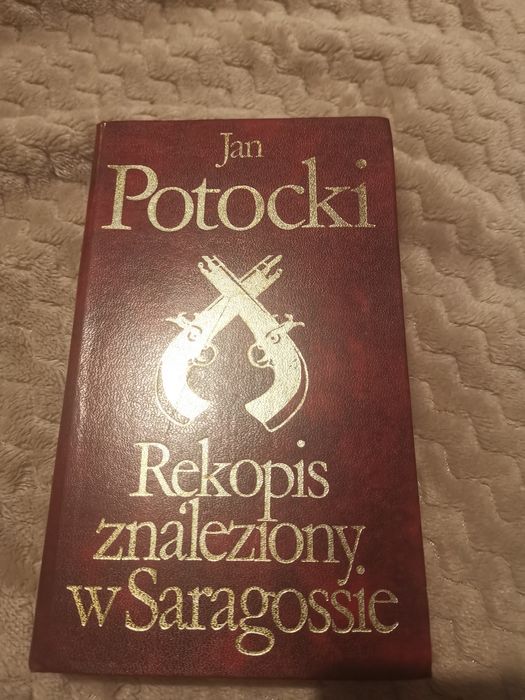 Jan
Potocki
Rękopis
znaleziony
w Saragossie